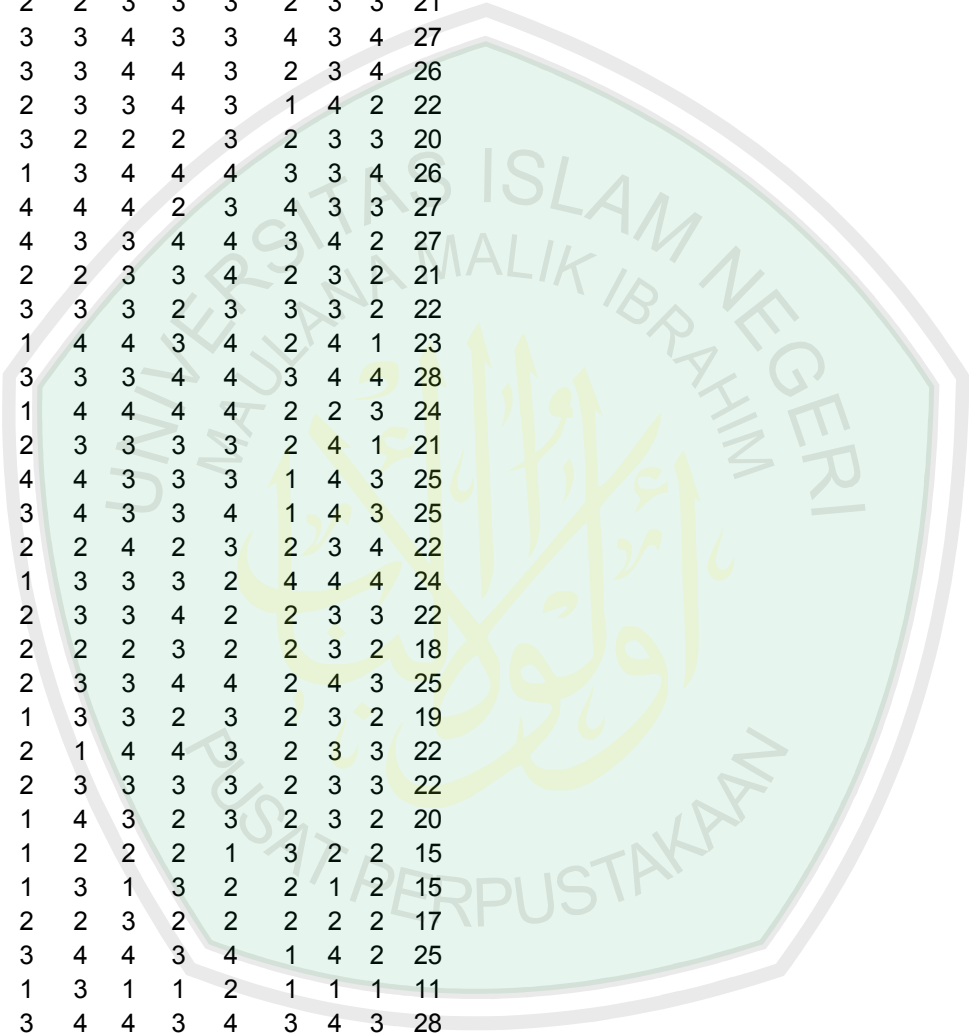 2 2 3 3 3 2 3 3 21
3 3 4 3 3 4 3 4 27
3 3 4 4 3 2 3 4 26
2 3 3 4 3 1 4 2 22
3 2 2 2 3 2 3 3 20
1 3 4 4 4 3 3 4 26
4 4 4 2 3 4 3 3 27
4 3 3 4 4 3 4 2 27
2 2 3 3 4 2 3 2 21
3 3 3 2 3 3 3 2 22
1 4 4 3 4 2 4 1 23
3 3 3 4 4 3 4 4 28
1 4 4 4 4 2 2 3 24
2 3 3 3 3 2 4 1 21
4 4 3 3 3 1 4 3 25
3 4 3 3 4 1 4 3 25
2 2 4 2 3 2 3 4 22
1 3 3 3 2 4 4 4 24
2 3 3 4 2 2 3 3 22
2 2 2 3 2 2 3 2 18
2 3 3 4 4 2 4 3 25
1 3 3 2 3 2 3 2 19
2 1 4 4 3 2 3 3 22
2 3 3 3 3 2 3 3 22
1 4 3 2 3 2 3 2 20
1 2 2 2 1 3 2 2 15
1 3 1 3 2 2 1 2 15
2 2 3 2 2 2 2 2 17
3 4 4 3 4 1 4 2 25
1 3 1 1 2 1 1 1 11
3 4 4 3 4 3 4 3 28
UNIVERSITAS ISLAM NEGERI
MAULANA MALIK IBRAHIM
PUSAT PERPUSTAKAAN